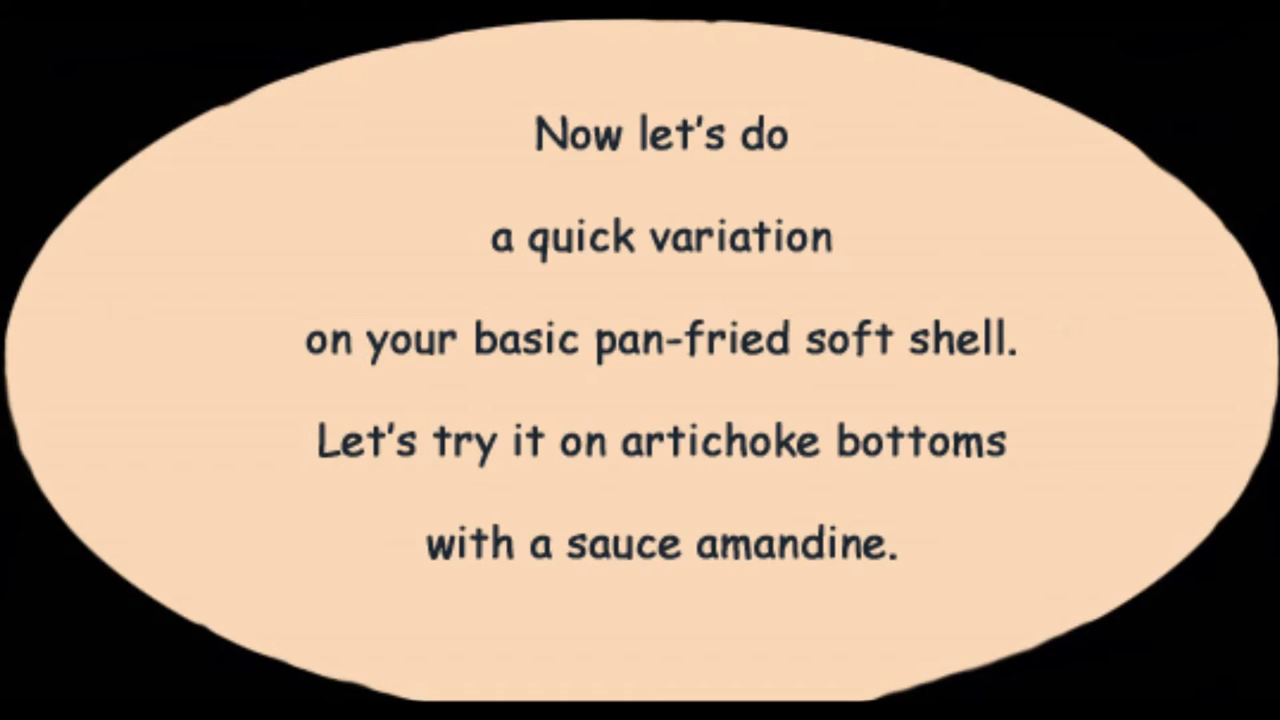 Now let's do
a quick variation
on your basic pan-fried soft shell.
Let's try it on artichoke bottoms
with a sauce amandine.